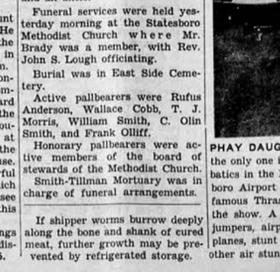 Funeral services were held yes-
terday morning at the Statesboro
Methodist Church where Mr.
Brady was a member, with Rev.
John S. Lough officiating.
Burial was in East Side Ceme-
tery.
Active pallbearers were Rufus
Anderson, Wallace Cobb, T. J.
Morris, William Smith, C. Olin
Smith, and Frank Olliff.
Honorary pallbearers were ac-
tive members of the board of
stewards of the Methodist Church.
Smith-Tillman Mortuary was in
charge of funeral arrangements.
If shipper worms burrow deeply
along the bone and shank of cured
meat, further growth may be pre-
vented by refrigerated storage.
PHAY DAUG
the only one i
batics in the
boro Airport
famous Thra
the show. A
jumpers, airp
planes, stunt
other air stu